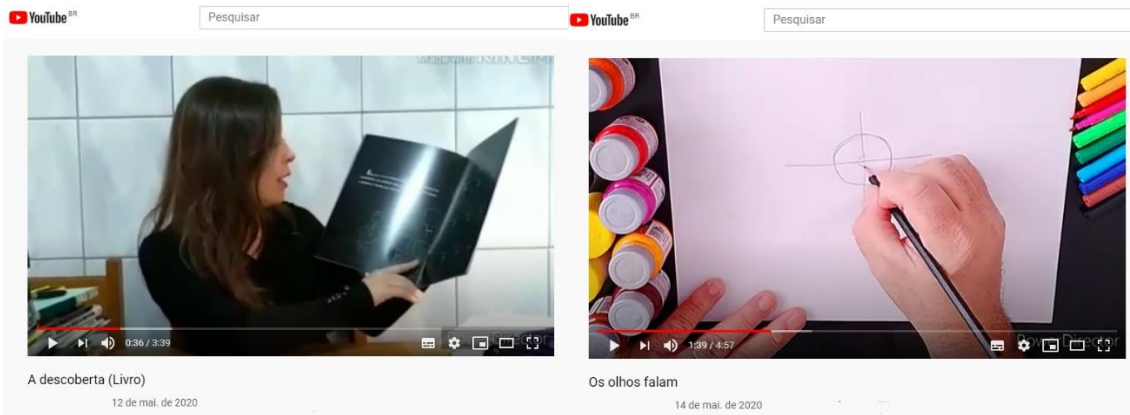 YouTube BR
Pesquisar
0:36 / 3:39
A descoberta (Livro)
12 de mai. de 2020
YouTube BR
Pesquisar
1:39 / 4:57
Os olhos falam
14 de mai. de 2020